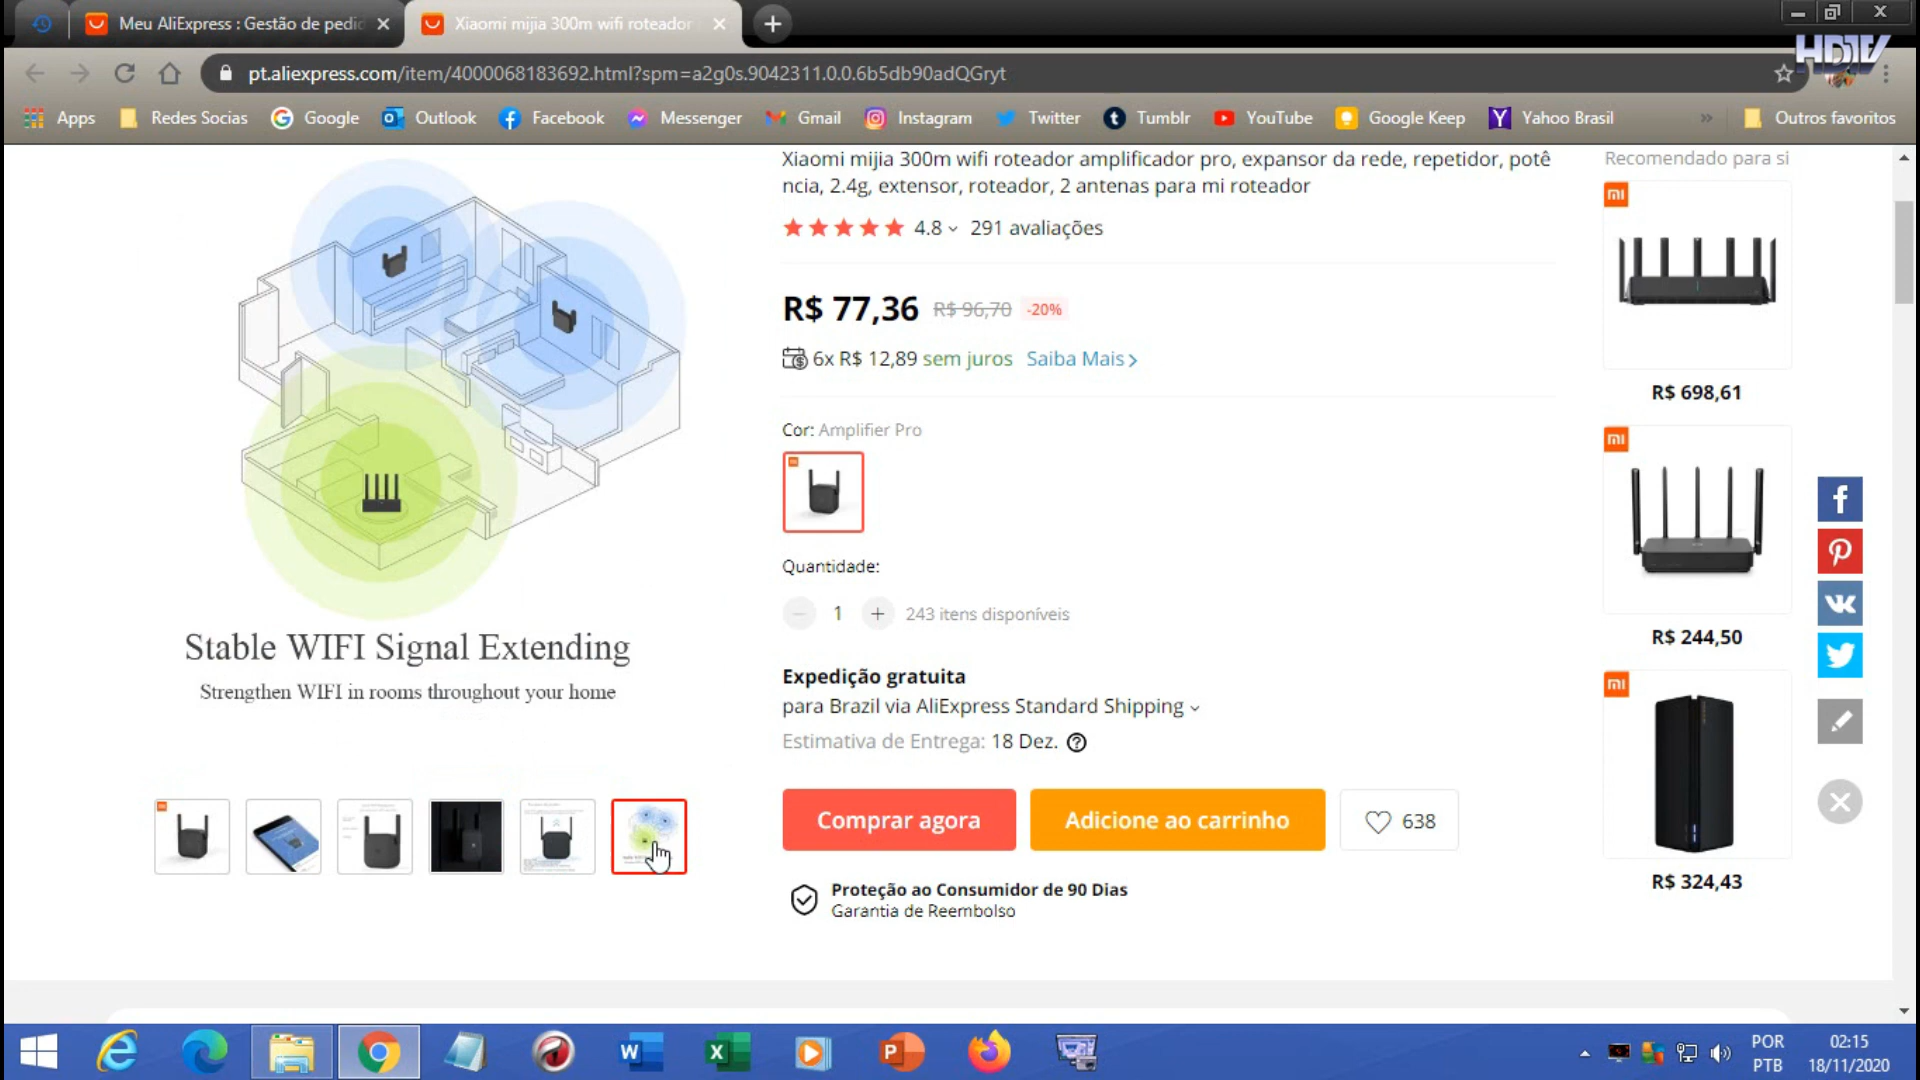 Meu AliExpress : Gestão de pedid
Xiaomi mijia 300m wifi roteador
HDTV
pt.aliexpress.com/item/4000068183692.html?spm=a2g0s.9042311.0.0.6b5db90adQGryt
Apps
Redes Socias
Google
Outlook
Facebook
Messenger
Gmail
Instagram
Twitter
Tumblr
YouTube
Google Keep
Yahoo Brasil
»
Outros favoritos
Stable WIFI Signal Extending
Strengthen WIFI in rooms throughout your home
Xiaomi mijia 300m wifi roteador amplificador pro, expansor da rede, repetidor, potê
ncia, 2.4g, extensor, roteador, 2 antenas para mi roteador
4.8 291 avaliações
R$ 77,36 R$ 96,70 -20%
6x R$ 12,89 sem juros Saiba Mais
Cor: Amplifier Pro
Quantidade:
− 1 + 243 itens disponíveis
Expedição gratuita
para Brazil via AliExpress Standard Shipping
Estimativa de Entrega: 18 Dez. ?
Comprar agora
Adicione ao carrinho
638
Proteção ao Consumidor de 90 Dias
Garantia de Reembolso
Recomendado para si
mi
R$ 698,61
mi
R$ 244,50
mi
R$ 324,43
POR
PTB
02:15
18/11/2020